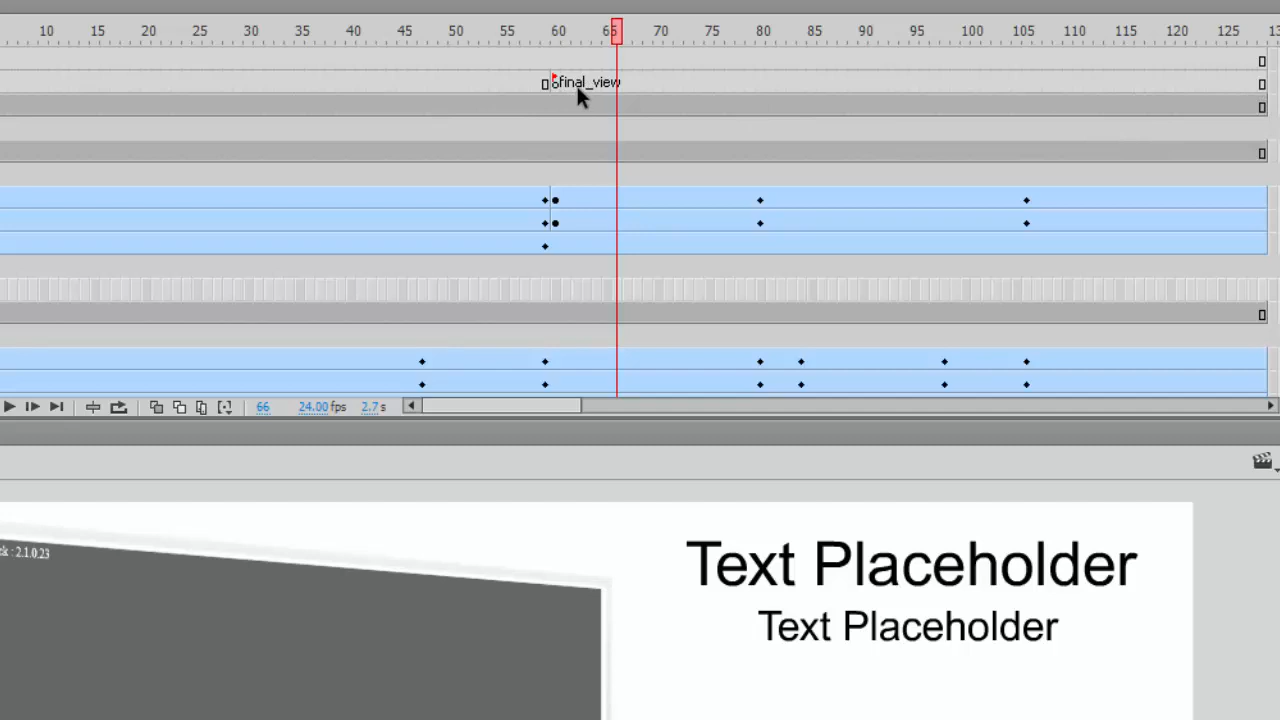 10 15 20 25 30 35 40 45 50 55 60 65 70 75 80 85 90 95 100 105 110 115 120 125
final_view
66 24.00 fps 2.7 s
: 2.1.0.23
Text Placeholder
Text Placeholder